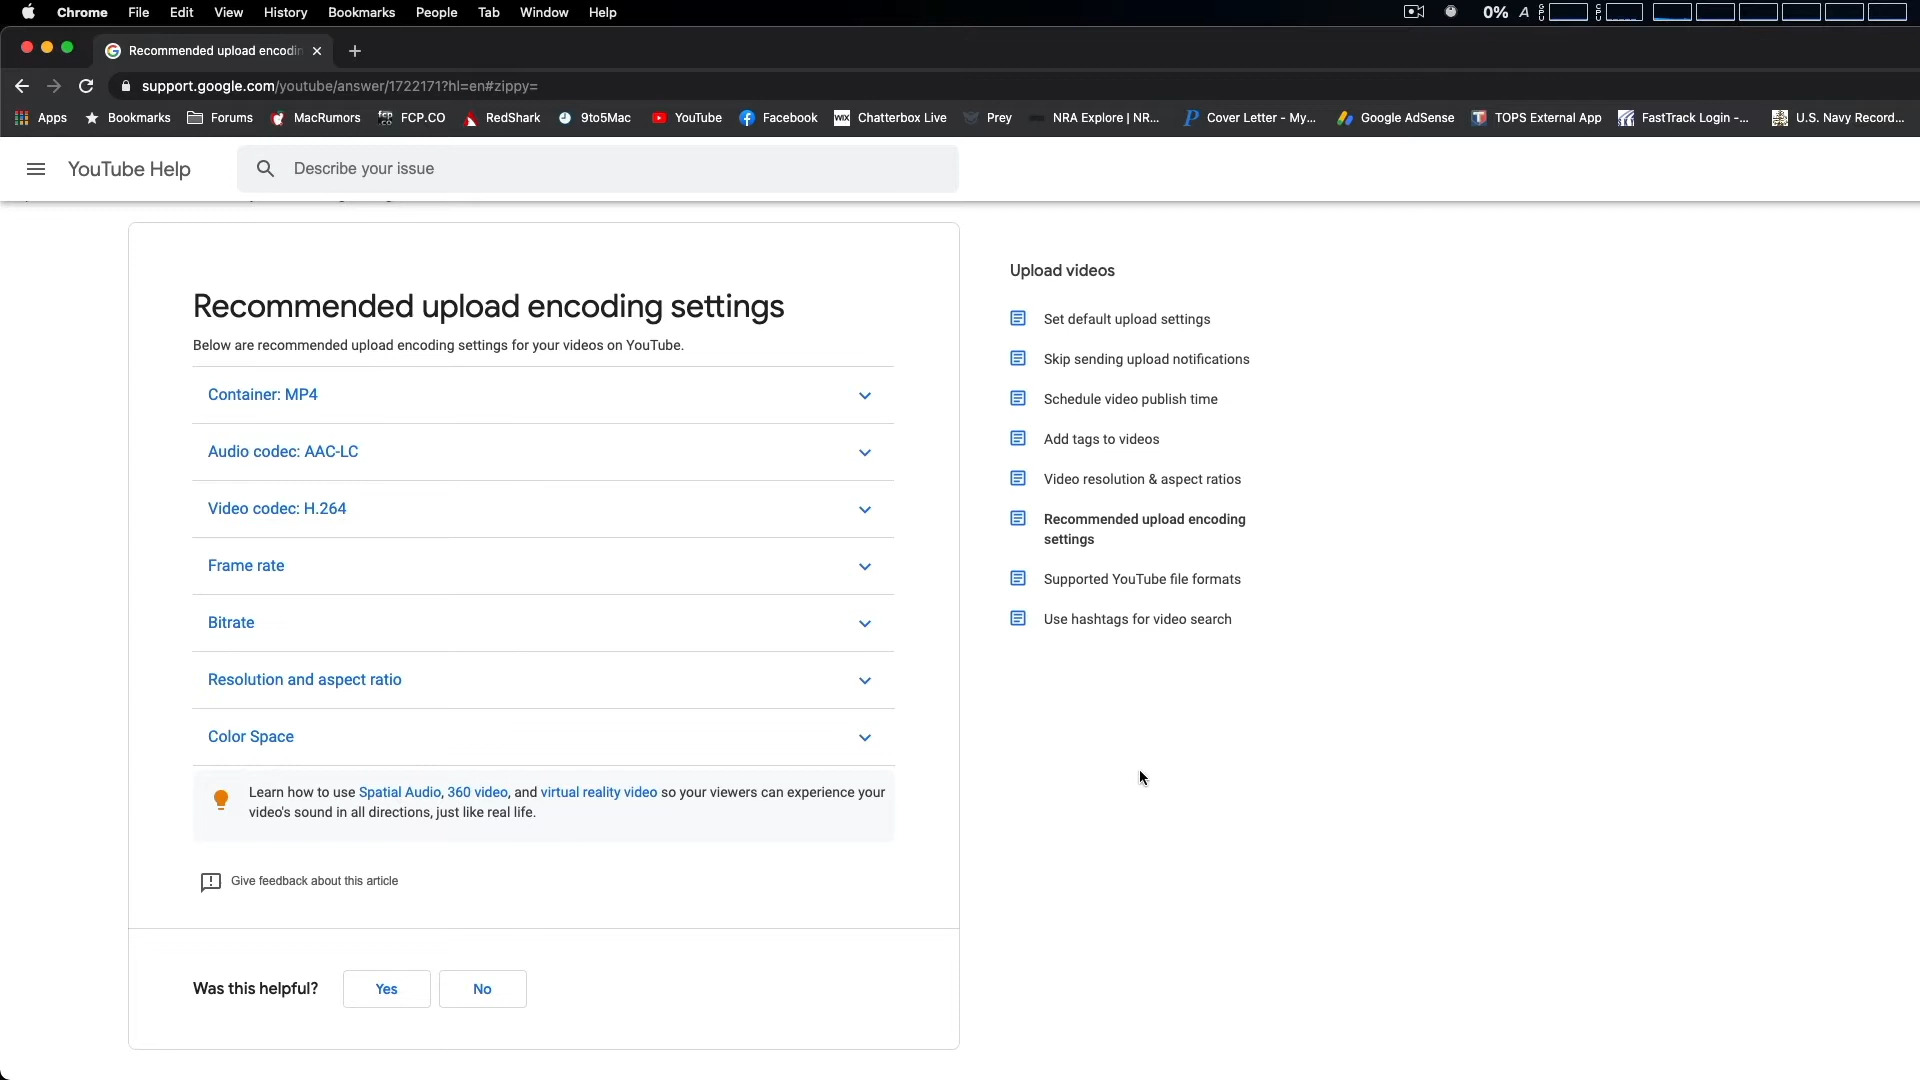 Chrome File Edit View History Bookmarks People Tab Window Help 0% A
Recommended upload encodin
support.google.com/youtube/answer/1722171?hl=en#zippy=
Apps Bookmarks Forums MacRumors FCP.CO RedShark 9to5Mac YouTube Facebook WIX Chatterbox Live Prey NRA Explore | NR... Cover Letter - My... Google AdSense TOPS External App FastTrack Login -... U.S. Navy Record...
YouTube Help
Describe your issue
Recommended upload encoding settings
Below are recommended upload encoding settings for your videos on YouTube.
Container: MP4
Audio codec: AAC-LC
Video codec: H.264
Frame rate
Bitrate
Resolution and aspect ratio
Color Space
Learn how to use Spatial Audio, 360 video, and virtual reality video so your viewers can experience your
video's sound in all directions, just like real life.
Give feedback about this article
Was this helpful? Yes No
Upload videos
Set default upload settings
Skip sending upload notifications
Schedule video publish time
Add tags to videos
Video resolution & aspect ratios
Recommended upload encoding
settings
Supported YouTube file formats
Use hashtags for video search